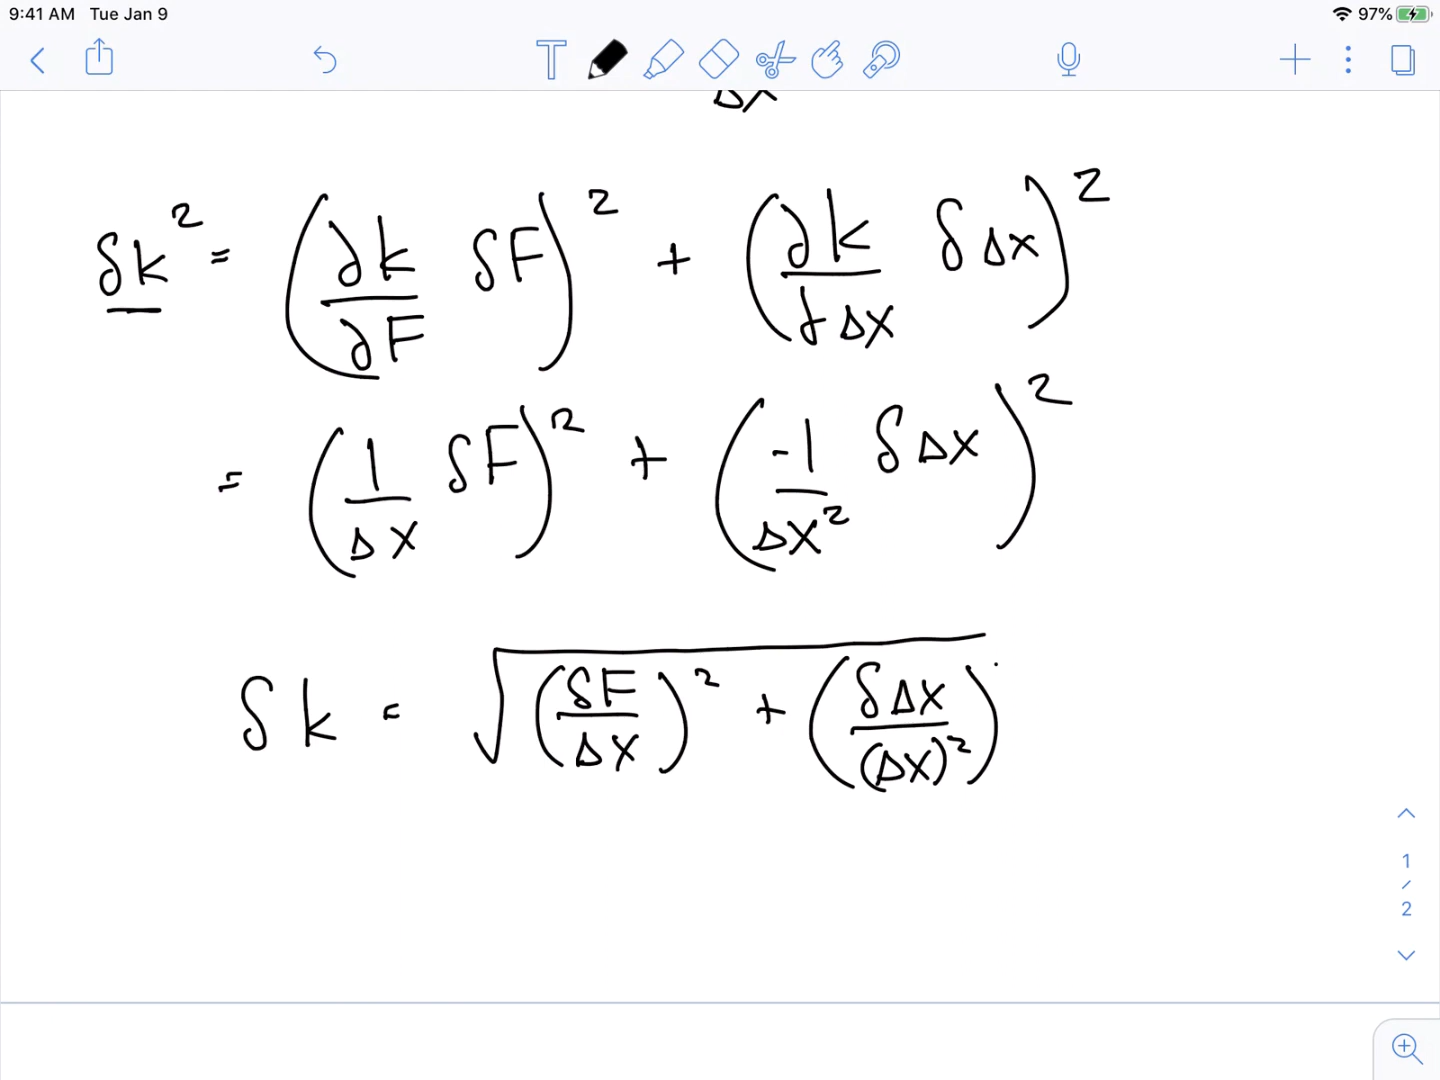 9:41 AM Tue Jan 9 97%
T
Δx
δk² = (∂k/∂F δF)² + (∂k/∂Δx δΔx)²
= (1/Δx δF)² + (-1/Δx² δΔx)²
δk = √((δF/Δx)² + (δΔx/(Δx)²)
1
/
2